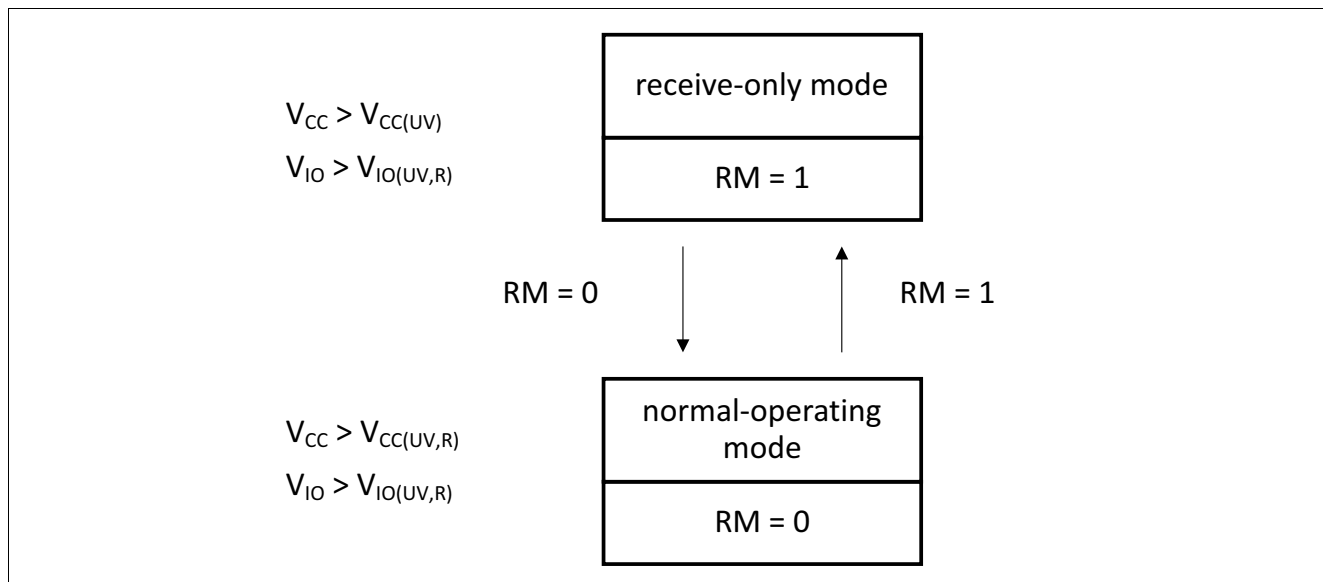 receive-only mode
V_CC > V_CC(UV)
V_IO > V_IO(UV,R)
RM = 1
RM = 0
RM = 1
normal-operating
mode
V_CC > V_CC(UV,R)
V_IO > V_IO(UV,R)
RM = 0